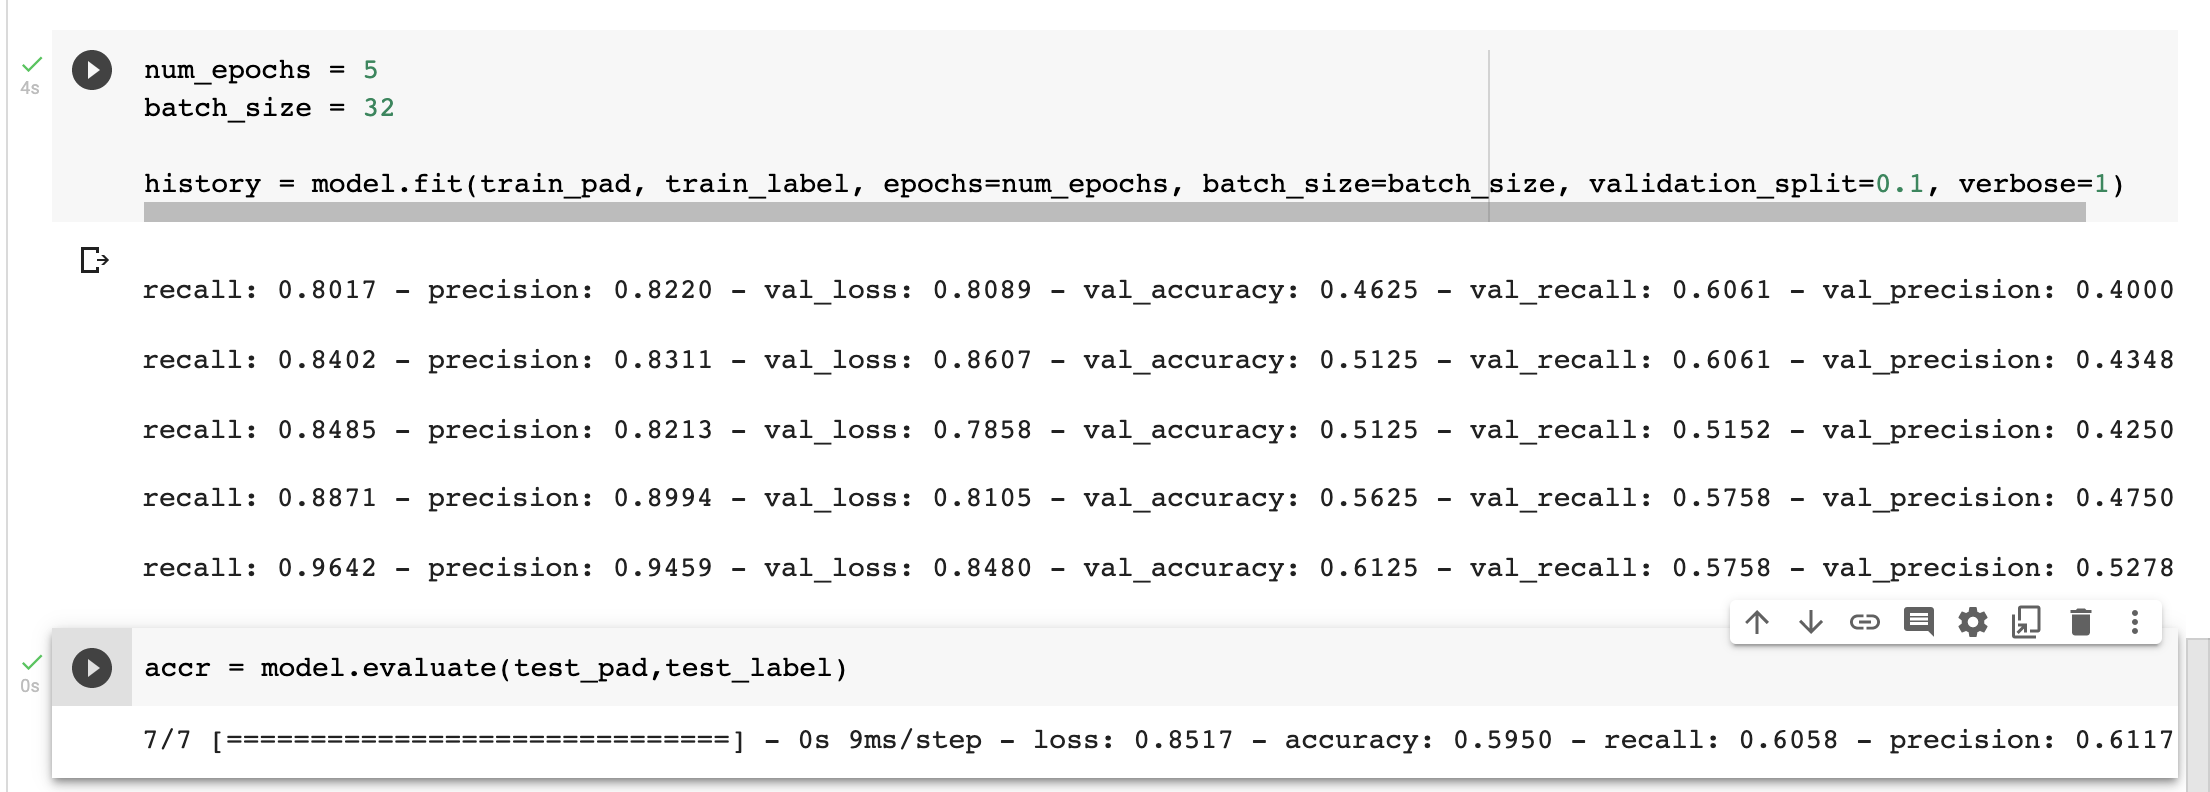 4s
num_epochs = 5
batch_size = 32
history = model.fit(train_pad, train_label, epochs=num_epochs, batch_size=batch_size, validation_split=0.1, verbose=1)
recall: 0.8017 - precision: 0.8220 - val_loss: 0.8089 - val_accuracy: 0.4625 - val_recall: 0.6061 - val_precision: 0.4000
recall: 0.8402 - precision: 0.8311 - val_loss: 0.8607 - val_accuracy: 0.5125 - val_recall: 0.6061 - val_precision: 0.4348
recall: 0.8485 - precision: 0.8213 - val_loss: 0.7858 - val_accuracy: 0.5125 - val_recall: 0.5152 - val_precision: 0.4250
recall: 0.8871 - precision: 0.8994 - val_loss: 0.8105 - val_accuracy: 0.5625 - val_recall: 0.5758 - val_precision: 0.4750
recall: 0.9642 - precision: 0.9459 - val_loss: 0.8480 - val_accuracy: 0.6125 - val_recall: 0.5758 - val_precision: 0.5278
0s
accr = model.evaluate(test_pad,test_label)
7/7 [==============================] - 0s 9ms/step - loss: 0.8517 - accuracy: 0.5950 - recall: 0.6058 - precision: 0.6117